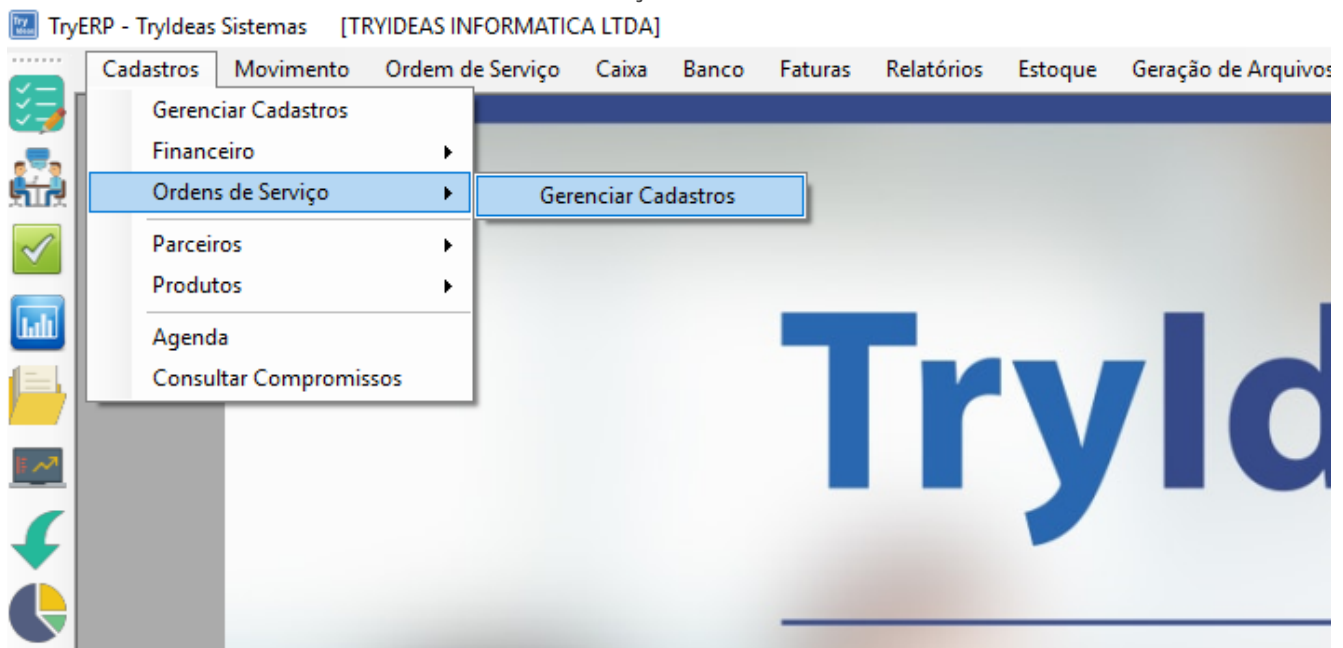 TryERP - TryIdeas Sistemas [TRYIDEAS INFORMATICA LTDA]
Cadastros Movimento Ordem de Serviço Caixa Banco Faturas Relatórios Estoque Geração de Arquivos
Gerenciar Cadastros
Financeiro
Ordens de Serviço
Gerenciar Cadastros
Parceiros
Produtos
Agenda
Consultar Compromissos
TryId